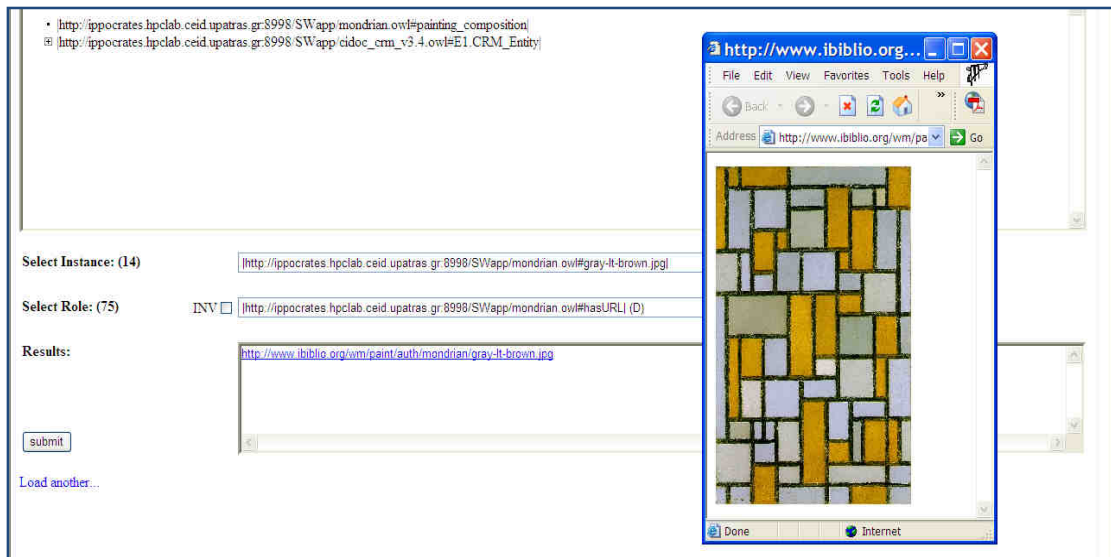 |http://ippocrates.hpclab.ceid.upatras.gr:8998/SWapp/mondrian.owl#painting_composition|
|http://ippocrates.hpclab.ceid.upatras.gr:8998/SWapp/cidoc_crm_v3.4.owl#E1.CRM_Entity|
Select Instance: (14)
|http://ippocrates.hpclab.ceid.upatras.gr:8998/SWapp/mondrian.owl#gray-lt-brown.jpg|
Select Role: (75)
INV
|http://ippocrates.hpclab.ceid.upatras.gr:8998/SWapp/mondrian.owl#hasURL| (D)
Results:
http://www.ibiblio.org/wm/paint/auth/mondrian/gray-lt-brown.jpg
submit
Load another...
http://www.ibiblio.org...
File Edit View Favorites Tools Help
Back
»
Address http://www.ibiblio.org/wm/pa Go
Done Internet